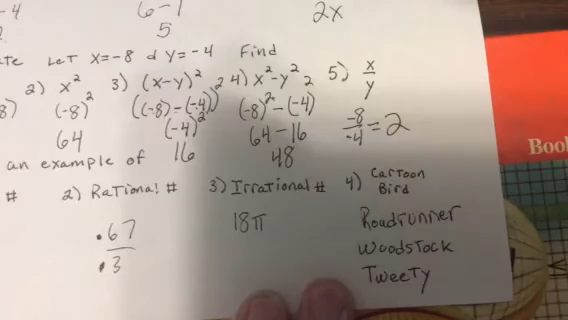 -4 6-1 2x
5
Let x=-8 & y=-4 Find
2) x² 3) (x-y)² 4) x²-y² 5) x/y
(-8)² ((-8)-(-4))² (-8)²-(-4)² -8/-4=2
64 (-4)² 64-16
16 48
an example of
# 2) Rational # 3) Irrational # 4) Cartoon Bird
.67/.3 18π Roadrunner
Woodstock
Tweety
Boo